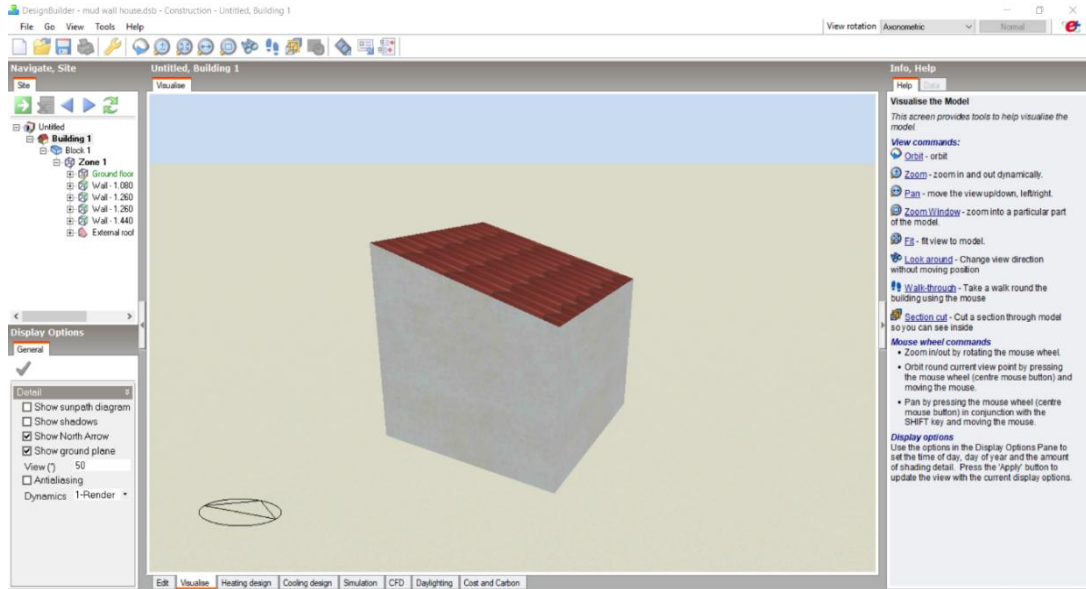 DesignBuilder - mud wall house.dsb - Construction - Untitled, Building 1
File Go View Tools Help
View rotation Axonometric Normal
Navigate, Site
Site
Untitled
Building 1
Block 1
Zone 1
Ground floor
Wall - 1.080
Wall - 1.260
Wall - 1.260
Wall - 1.440
External roof
Display Options
General
Detail
Show sunpath diagram
Show shadows
Show North Arrow
Show ground plane
View (°) 50
Antialiasing
Dynamics 1-Render
Untitled, Building 1
Visualise
Edit Visualise Heating design Cooling design Simulation CFD Daylighting Cost and Carbon
Info, Help
Help Data
Visualise the Model
This screen provides tools to help visualise the
model
View commands:
Orbit - orbit
Zoom - zoom in and out dynamically.
Pan - move the view up/down, left/right.
Zoom Window - zoom into a particular part
of the model.
Fit - fit view to model.
Look around - Change view direction
without moving position
Walk-through - Take a walk round the
building using the mouse
Section cut - Cut a section through model
so you can see inside
Mouse wheel commands
• Zoom in/out by rotating the mouse wheel.
• Orbit round current view point by pressing
the mouse wheel (centre mouse button) and
moving the mouse.
• Pan by pressing the mouse wheel (centre
mouse button) in conjunction with the
SHIFT key and moving the mouse.
Display options
Use the options in the Display Options Pane to
set the time of day, day of year and the amount
of shading detail. Press the 'Apply' button to
update the view with the current display options.